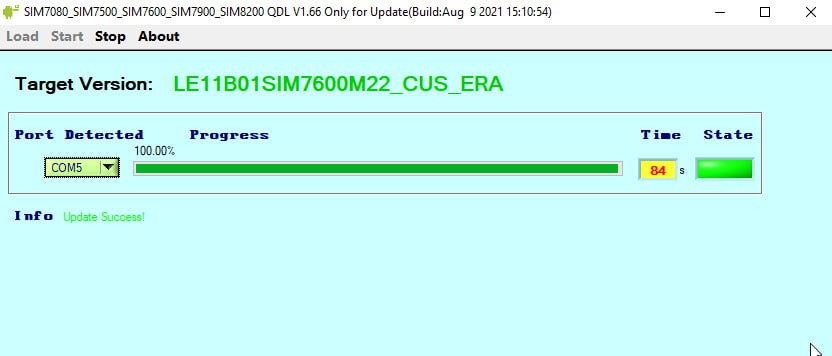 SIM7080_SIM7500_SIM7600_SIM7900_SIM8200 QDL V1.66 Only for Update(Build:Aug  9 2021 15:10:54)
Load Start Stop About
Target Version: LE11B01SIM7600M22_CUS_ERA
Port Detected Progress Time State
100.00%
COM5 84 s
Info Update Success!